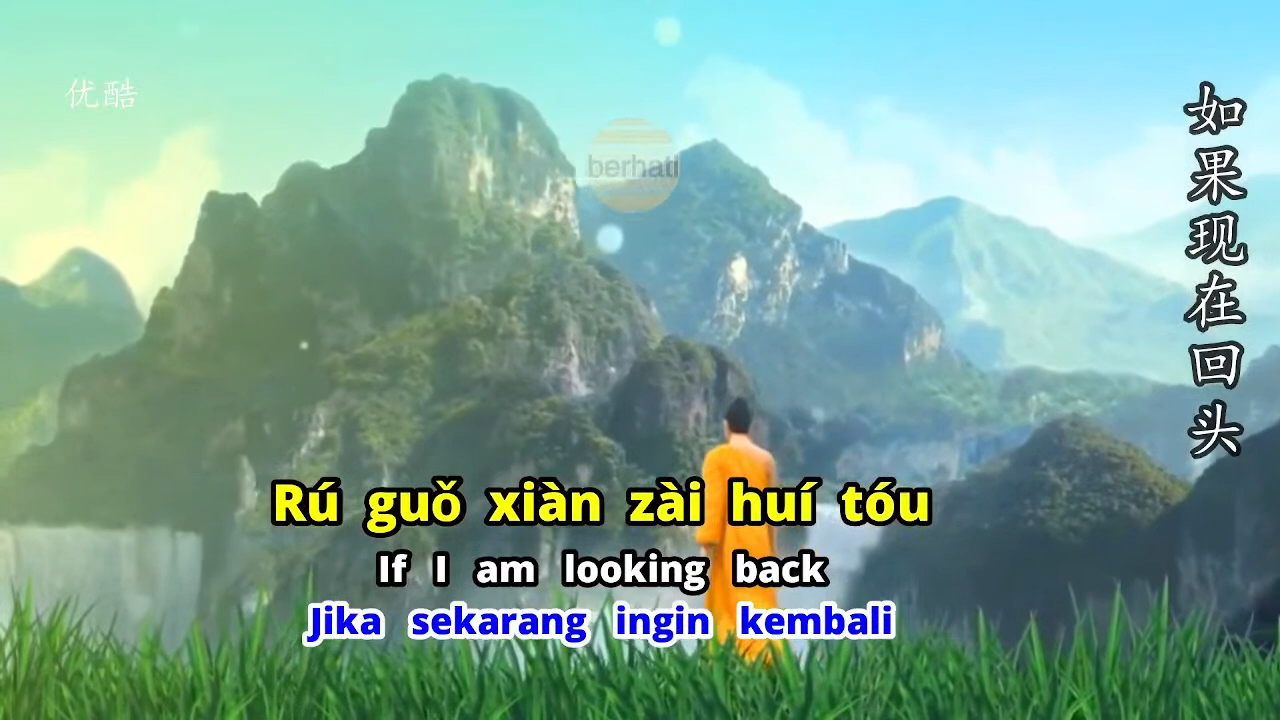 优酷
berhati
如果现在回头
Rú guǒ xiàn zài huí tóu
If I am looking back
Jika sekarang ingin kembali